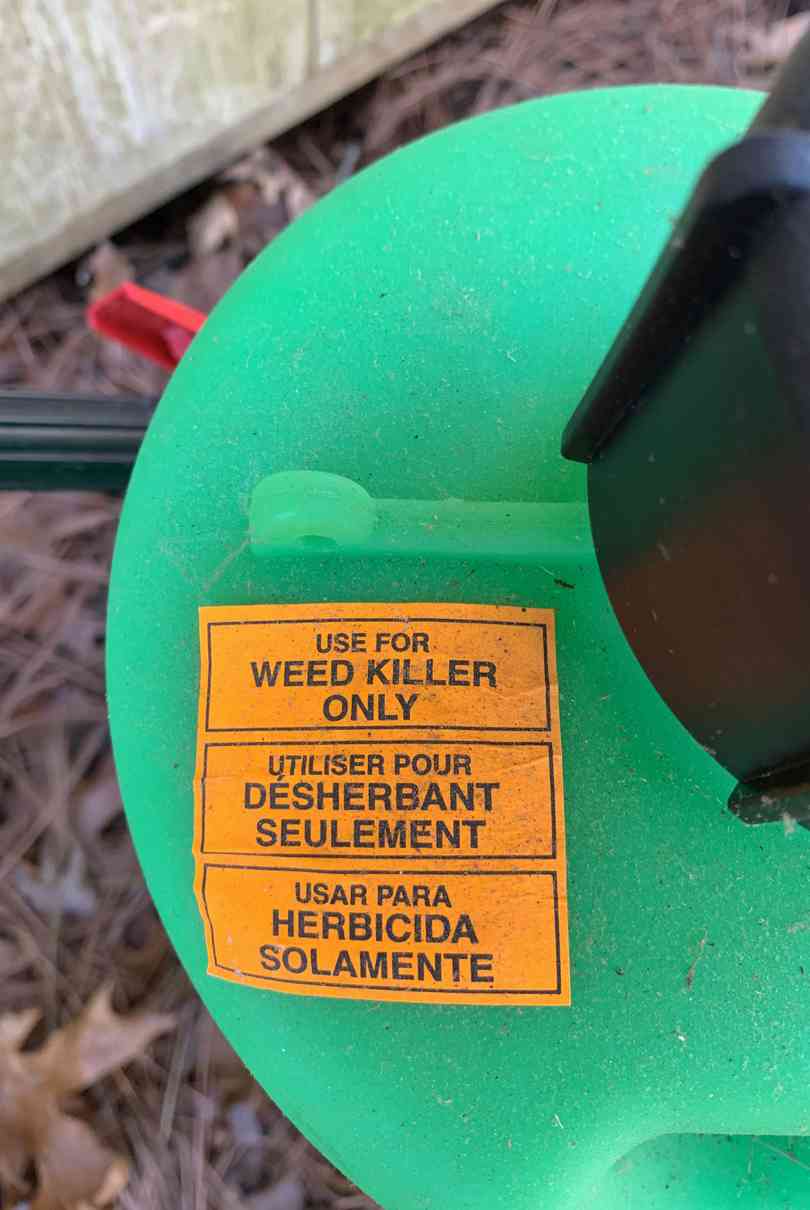 USE FOR
WEED KILLER
ONLY
UTILISER POUR
DÉSHERBANT
SEULEMENT
USAR PARA
HERBICIDA
SOLAMENTE